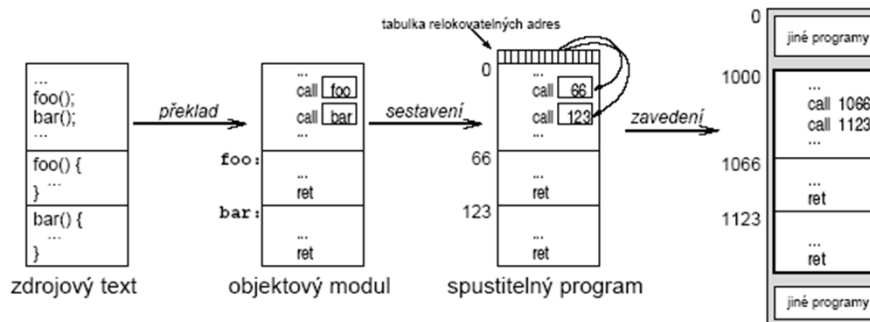 tabulka relokovatelných adres
...
foo();
bar();
...
foo() {
...
}
bar() {
...
}
zdrojový text
překlad
...
call foo
call bar
...
foo:
...
ret
bar:
...
ret
objektový modul
sestavení
0
...
call 66
call 123
...
66
...
ret
123
...
ret
spustitelný program
zavedení
0
jiné programy
1000
...
call 1066
call 1123
...
1066
...
ret
1123
...
ret
jiné programy